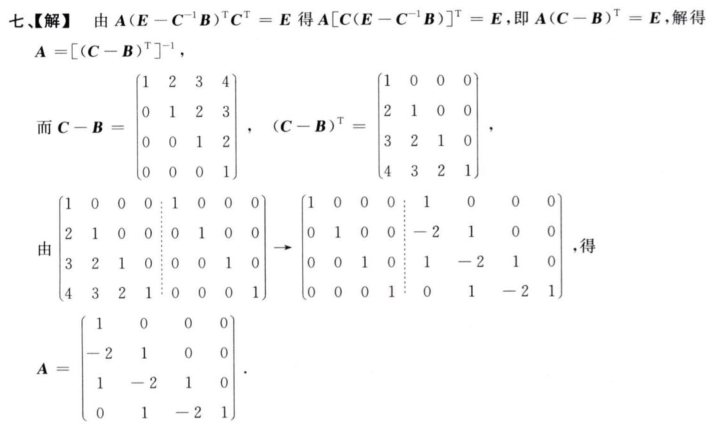 七、【解】 由 A(E－C⁻¹B)ᵀCᵀ = E 得 A[C(E－C⁻¹B)]ᵀ = E,即 A(C－B)ᵀ = E,解得
A =[(C－B)ᵀ]⁻¹,
而 C－B = (1 2 3 4; 0 1 2 3; 0 0 1 2; 0 0 0 1), (C－B)ᵀ = (1 0 0 0; 2 1 0 0; 3 2 1 0; 4 3 2 1),
由 (1 0 0 0 ⋮ 1 0 0 0; 2 1 0 0 ⋮ 0 1 0 0; 3 2 1 0 ⋮ 0 0 1 0; 4 3 2 1 ⋮ 0 0 0 1) → (1 0 0 0 ⋮ 1 0 0 0; 0 1 0 0 ⋮ －2 1 0 0; 0 0 1 0 ⋮ 1 －2 1 0; 0 0 0 1 ⋮ 0 1 －2 1),得
A = (1 0 0 0; －2 1 0 0; 1 －2 1 0; 0 1 －2 1).